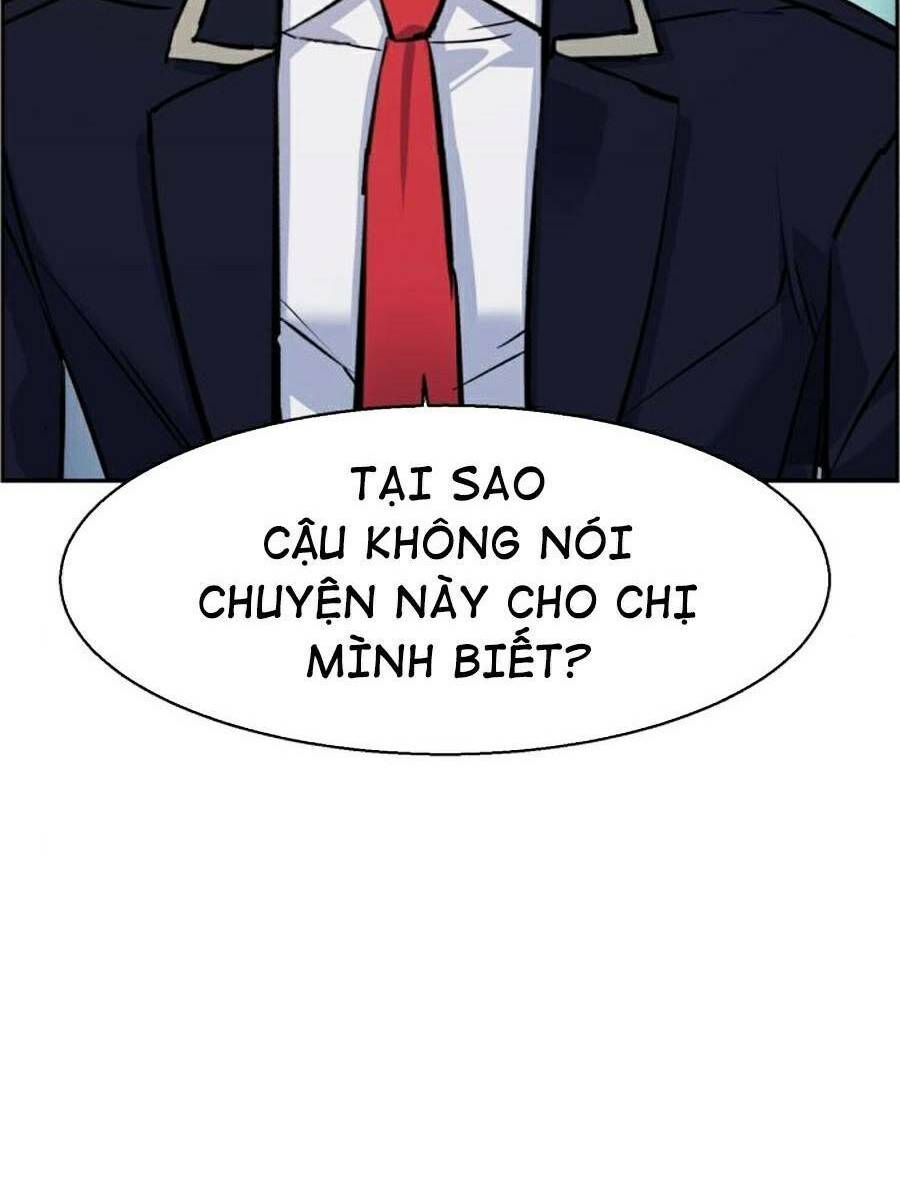 TẠI SAO
CẬU KHÔNG NÓI
CHUYỆN NÀY CHO CHỊ
MÌNH BIẾT?